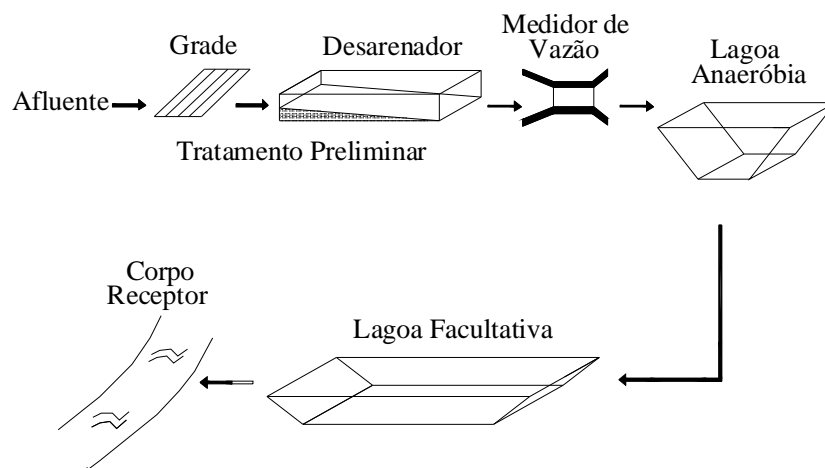 Afluente
Grade
Desarenador
Medidor de
Vazão
Lagoa
Anaeróbia
Tratamento Preliminar
Corpo
Receptor
Lagoa Facultativa